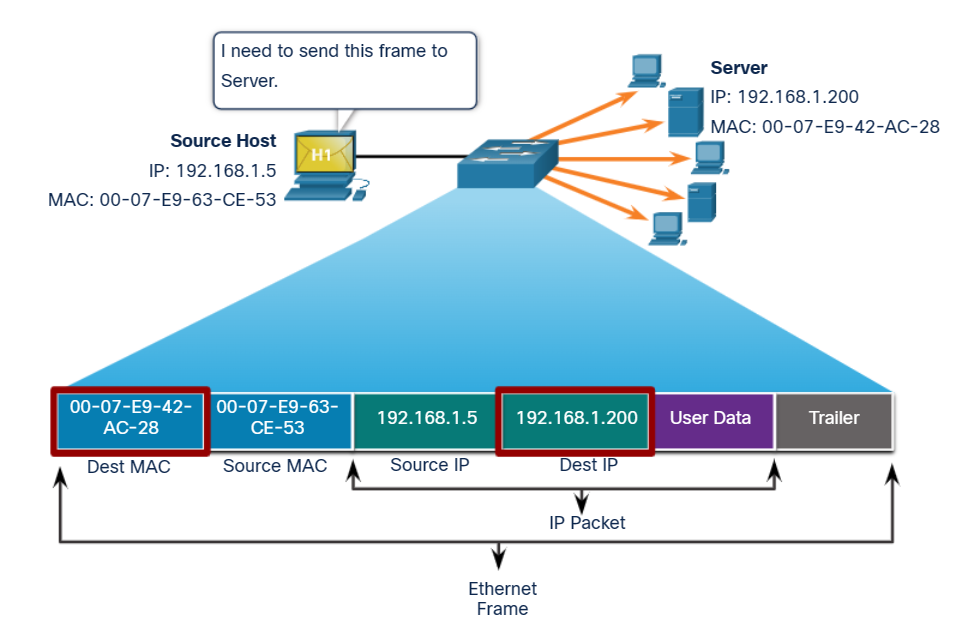 I need to send this frame to
Server.
Server
IP: 192.168.1.200
MAC: 00-07-E9-42-AC-28
Source Host
IP: 192.168.1.5
MAC: 00-07-E9-63-CE-53
H1
00-07-E9-42-
AC-28
00-07-E9-63-
CE-53
192.168.1.5
192.168.1.200
User Data
Trailer
Dest MAC
Source MAC
Source IP
Dest IP
IP Packet
Ethernet
Frame